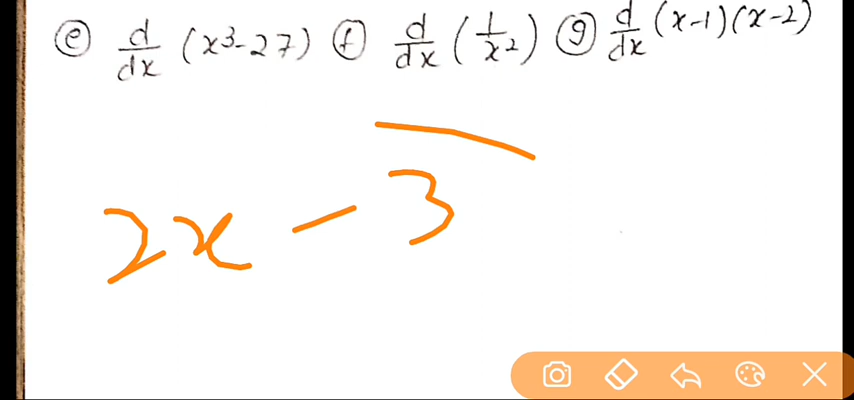 ⓔ d/dx (x³-27) ⓕ d/dx (1/x²) ⓖ d/dx (x-1)(x-2)
2x - 3